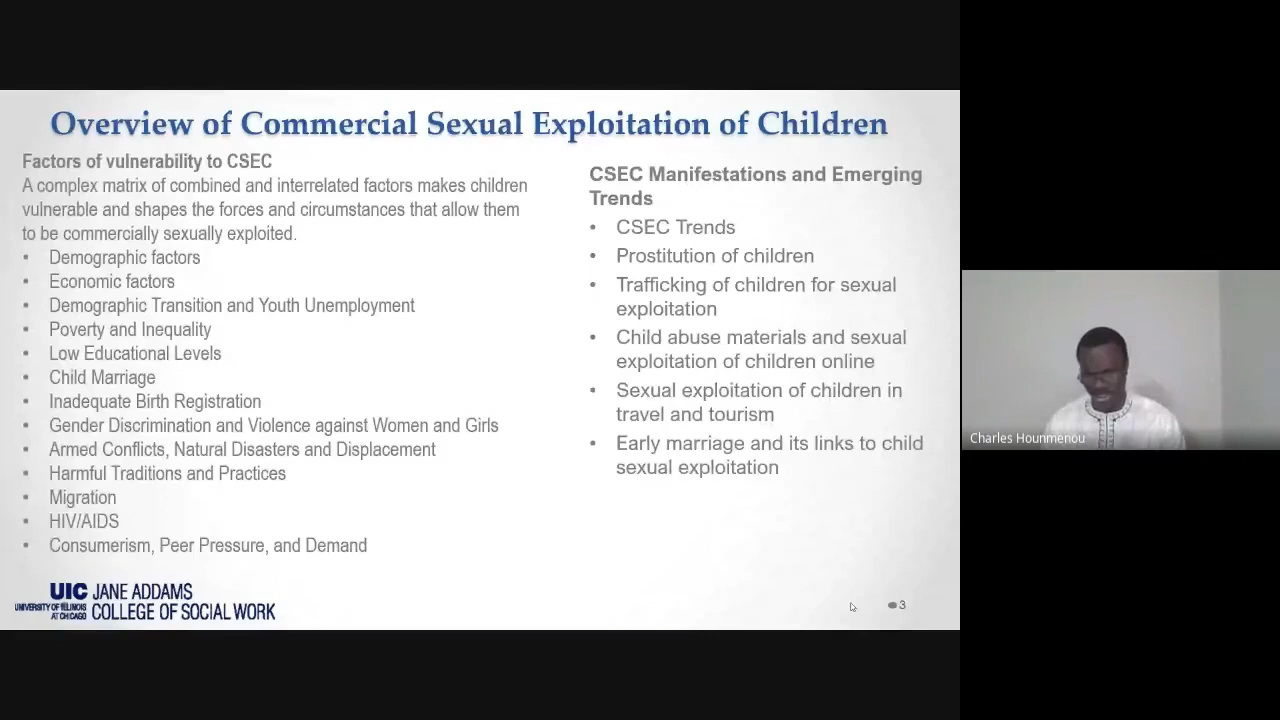 Overview of Commercial Sexual Exploitation of Children
Factors of vulnerability to CSEC
A complex matrix of combined and interrelated factors makes children
vulnerable and shapes the forces and circumstances that allow them
to be commercially sexually exploited.
• Demographic factors
• Economic factors
• Demographic Transition and Youth Unemployment
• Poverty and Inequality
• Low Educational Levels
• Child Marriage
• Inadequate Birth Registration
• Gender Discrimination and Violence against Women and Girls
• Armed Conflicts, Natural Disasters and Displacement
• Harmful Traditions and Practices
• Migration
• HIV/AIDS
• Consumerism, Peer Pressure, and Demand
CSEC Manifestations and Emerging
Trends
• CSEC Trends
• Prostitution of children
• Trafficking of children for sexual
exploitation
• Child abuse materials and sexual
exploitation of children online
• Sexual exploitation of children in
travel and tourism
• Early marriage and its links to child
sexual exploitation
UIC JANE ADDAMS
UNIVERSITY OF ILLINOIS
AT CHICAGO
COLLEGE OF SOCIAL WORK
3
Charles Hounmenou